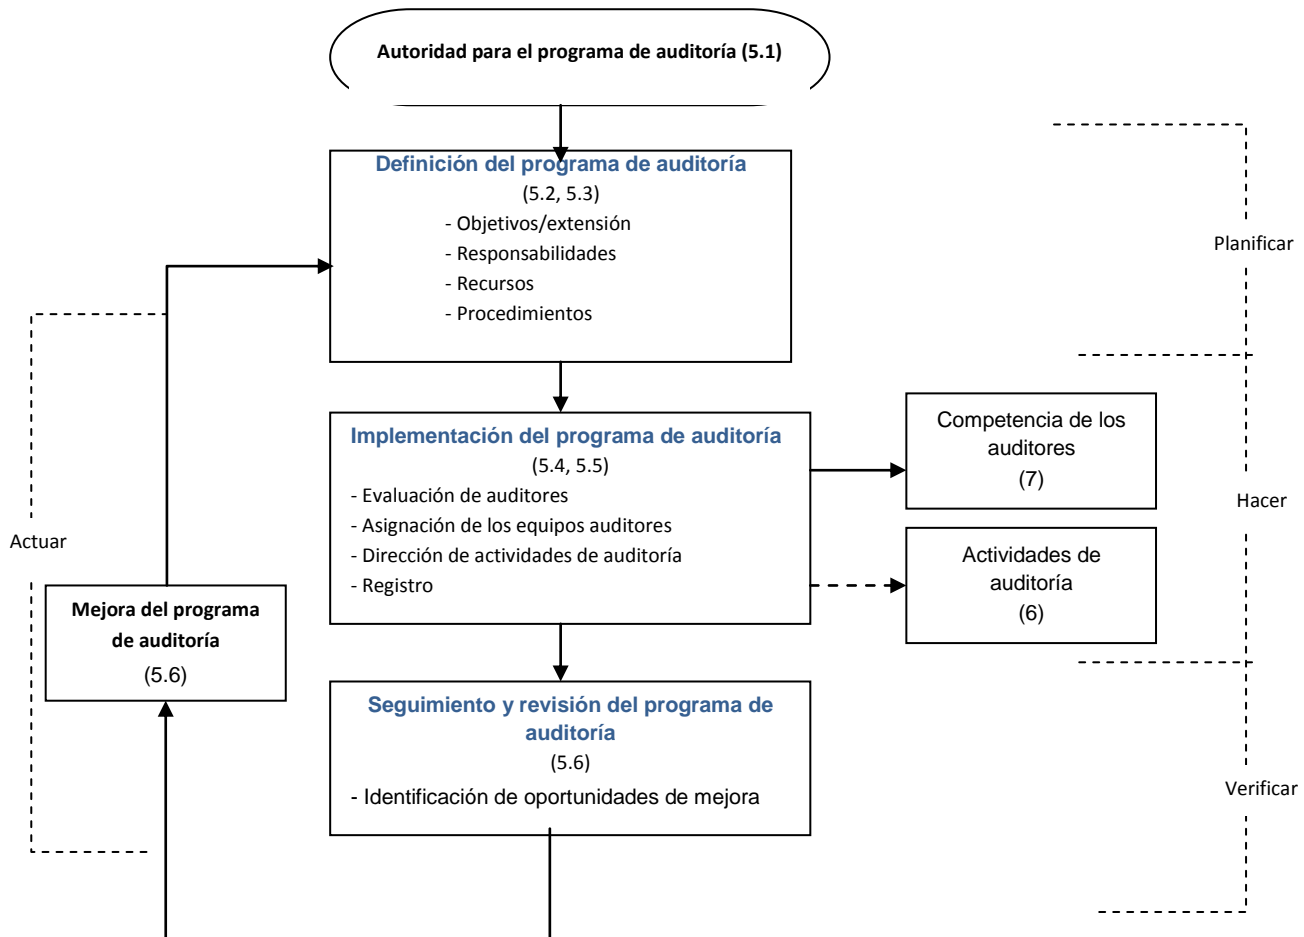 Autoridad para el programa de auditoría (5.1)
Definición del programa de auditoría
(5.2, 5.3)
- Objetivos/extensión
- Responsabilidades
- Recursos
- Procedimientos
Planificar
Implementación del programa de auditoría
(5.4, 5.5)
- Evaluación de auditores
- Asignación de los equipos auditores
- Dirección de actividades de auditoría
- Registro
Competencia de los
auditores
(7)
Hacer
Actividades de
auditoría
(6)
Actuar
Mejora del programa
de auditoría
(5.6)
Seguimiento y revisión del programa de
auditoría
(5.6)
- Identificación de oportunidades de mejora
Verificar